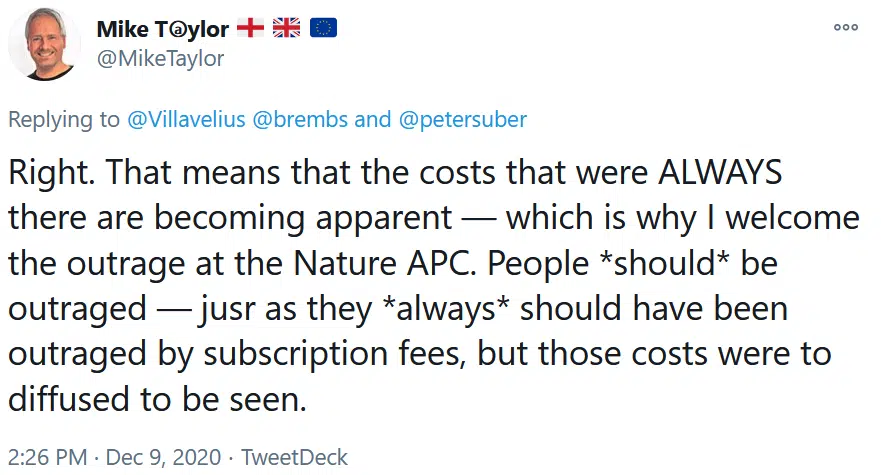 Mike Tⓐylor 🏴󠁧󠁢󠁥󠁮󠁧󠁿 🇬🇧 🇪🇺
@MikeTaylor
Replying to @Villavelius @brembs and @petersuber
Right. That means that the costs that were ALWAYS
there are becoming apparent — which is why I welcome
the outrage at the Nature APC. People *should* be
outraged — jusr as they *always* should have been
outraged by subscription fees, but those costs were to
diffused to be seen.
2:26 PM · Dec 9, 2020 · TweetDeck